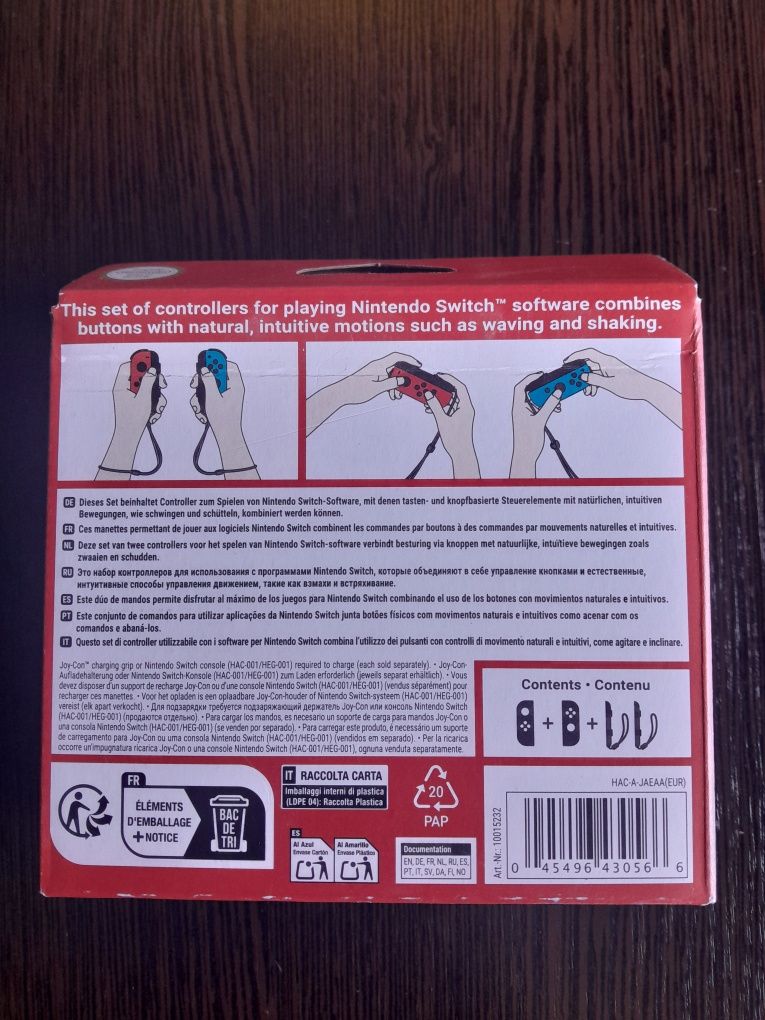 This set of controllers for playing Nintendo Switch™ software combines
buttons with natural, intuitive motions such as waving and shaking.
DE Dieses Set beinhaltet Controller zum Spielen von Nintendo Switch-Software, mit denen tasten- und knopfbasierte Steuerelemente mit natürlichen, intuitiven
Bewegungen, wie schwingen und schütteln, kombiniert werden können.
FR Ces manettes permettant de jouer aux logiciels Nintendo Switch combinent les commandes par boutons à des commandes par mouvements naturelles et intuitives.
NL Deze set van twee controllers voor het spelen van Nintendo Switch-software verbindt besturing via knoppen met natuurlijke, intuïtieve bewegingen zoals
zwaaien en schudden.
RU Это набор контроллеров для использования с программами Nintendo Switch, которые объединяют в себе управление кнопками и естественные,
интуитивные способы управления движением, такие как взмахи и встряхивание.
ES Este dúo de mandos permite disfrutar al máximo de los juegos para Nintendo Switch combinando el uso de los botones con movimientos naturales e intuitivos.
PT Este conjunto de comandos para utilizar aplicações da Nintendo Switch junta botões físicos com movimentos naturais e intuitivos como acenar com os
comandos e abaná-los.
IT Questo set di controller utilizzabile con i software per Nintendo Switch combina l'utilizzo dei pulsanti con controlli di movimento naturali e intuitivi, come agitare e inclinare.
Joy-Con™ charging grip or Nintendo Switch console (HAC-001/HEG-001) required to charge (each sold separately). • Joy-Con-
Aufladehalterung oder Nintendo Switch-Konsole (HAC-001/HEG-001) zum Laden erforderlich (jeweils separat erhältlich). • Vous
devez disposer d'un support de recharge Joy-Con ou d'une console Nintendo Switch (HAC-001/HEG-001) (vendus séparément) pour
recharger ces manettes. • Voor het opladen is een oplaadbare Joy-Con-houder of Nintendo Switch-systeem (HAC-001/HEG-001)
vereist (elk apart verkocht). • Для подзарядки требуется подзаряжающий держатель Joy-Con или консоль Nintendo Switch
(HAC-001/HEG-001) (продаются отдельно). • Para cargar los mandos, es necesario un soporte de carga para mandos Joy-Con o
una consola Nintendo Switch (HAC-001/HEG-001) (se venden por separado). • Para carregar este produto, é necessário um suporte
de carregamento para Joy-Con ou uma consola Nintendo Switch (HAC-001/HEG-001) (vendidos em separado). • Per la ricarica
occorre un'impugnatura ricarica Joy-Con o una console Nintendo Switch (HAC-001/HEG-001), ognuna venduta separatamente.
Contents • Contenu
+ +
FR
ÉLÉMENTS
D'EMBALLAGE
+NOTICE
BAC
DE
TRI
IT RACCOLTA CARTA
Imballaggi interni di plastica
(LDPE 04): Raccolta Plastica
ES
Al Azul
Envase Cartón
Al Amarillo
Envase Plástico
20
PAP
Documentation
EN, DE, FR, NL, RU, ES,
PT, IT, SV, DA, FI, NO
HAC-A-JAEAA(EUR)
Art.-Nr.: 10015232
0 45496 43056 6